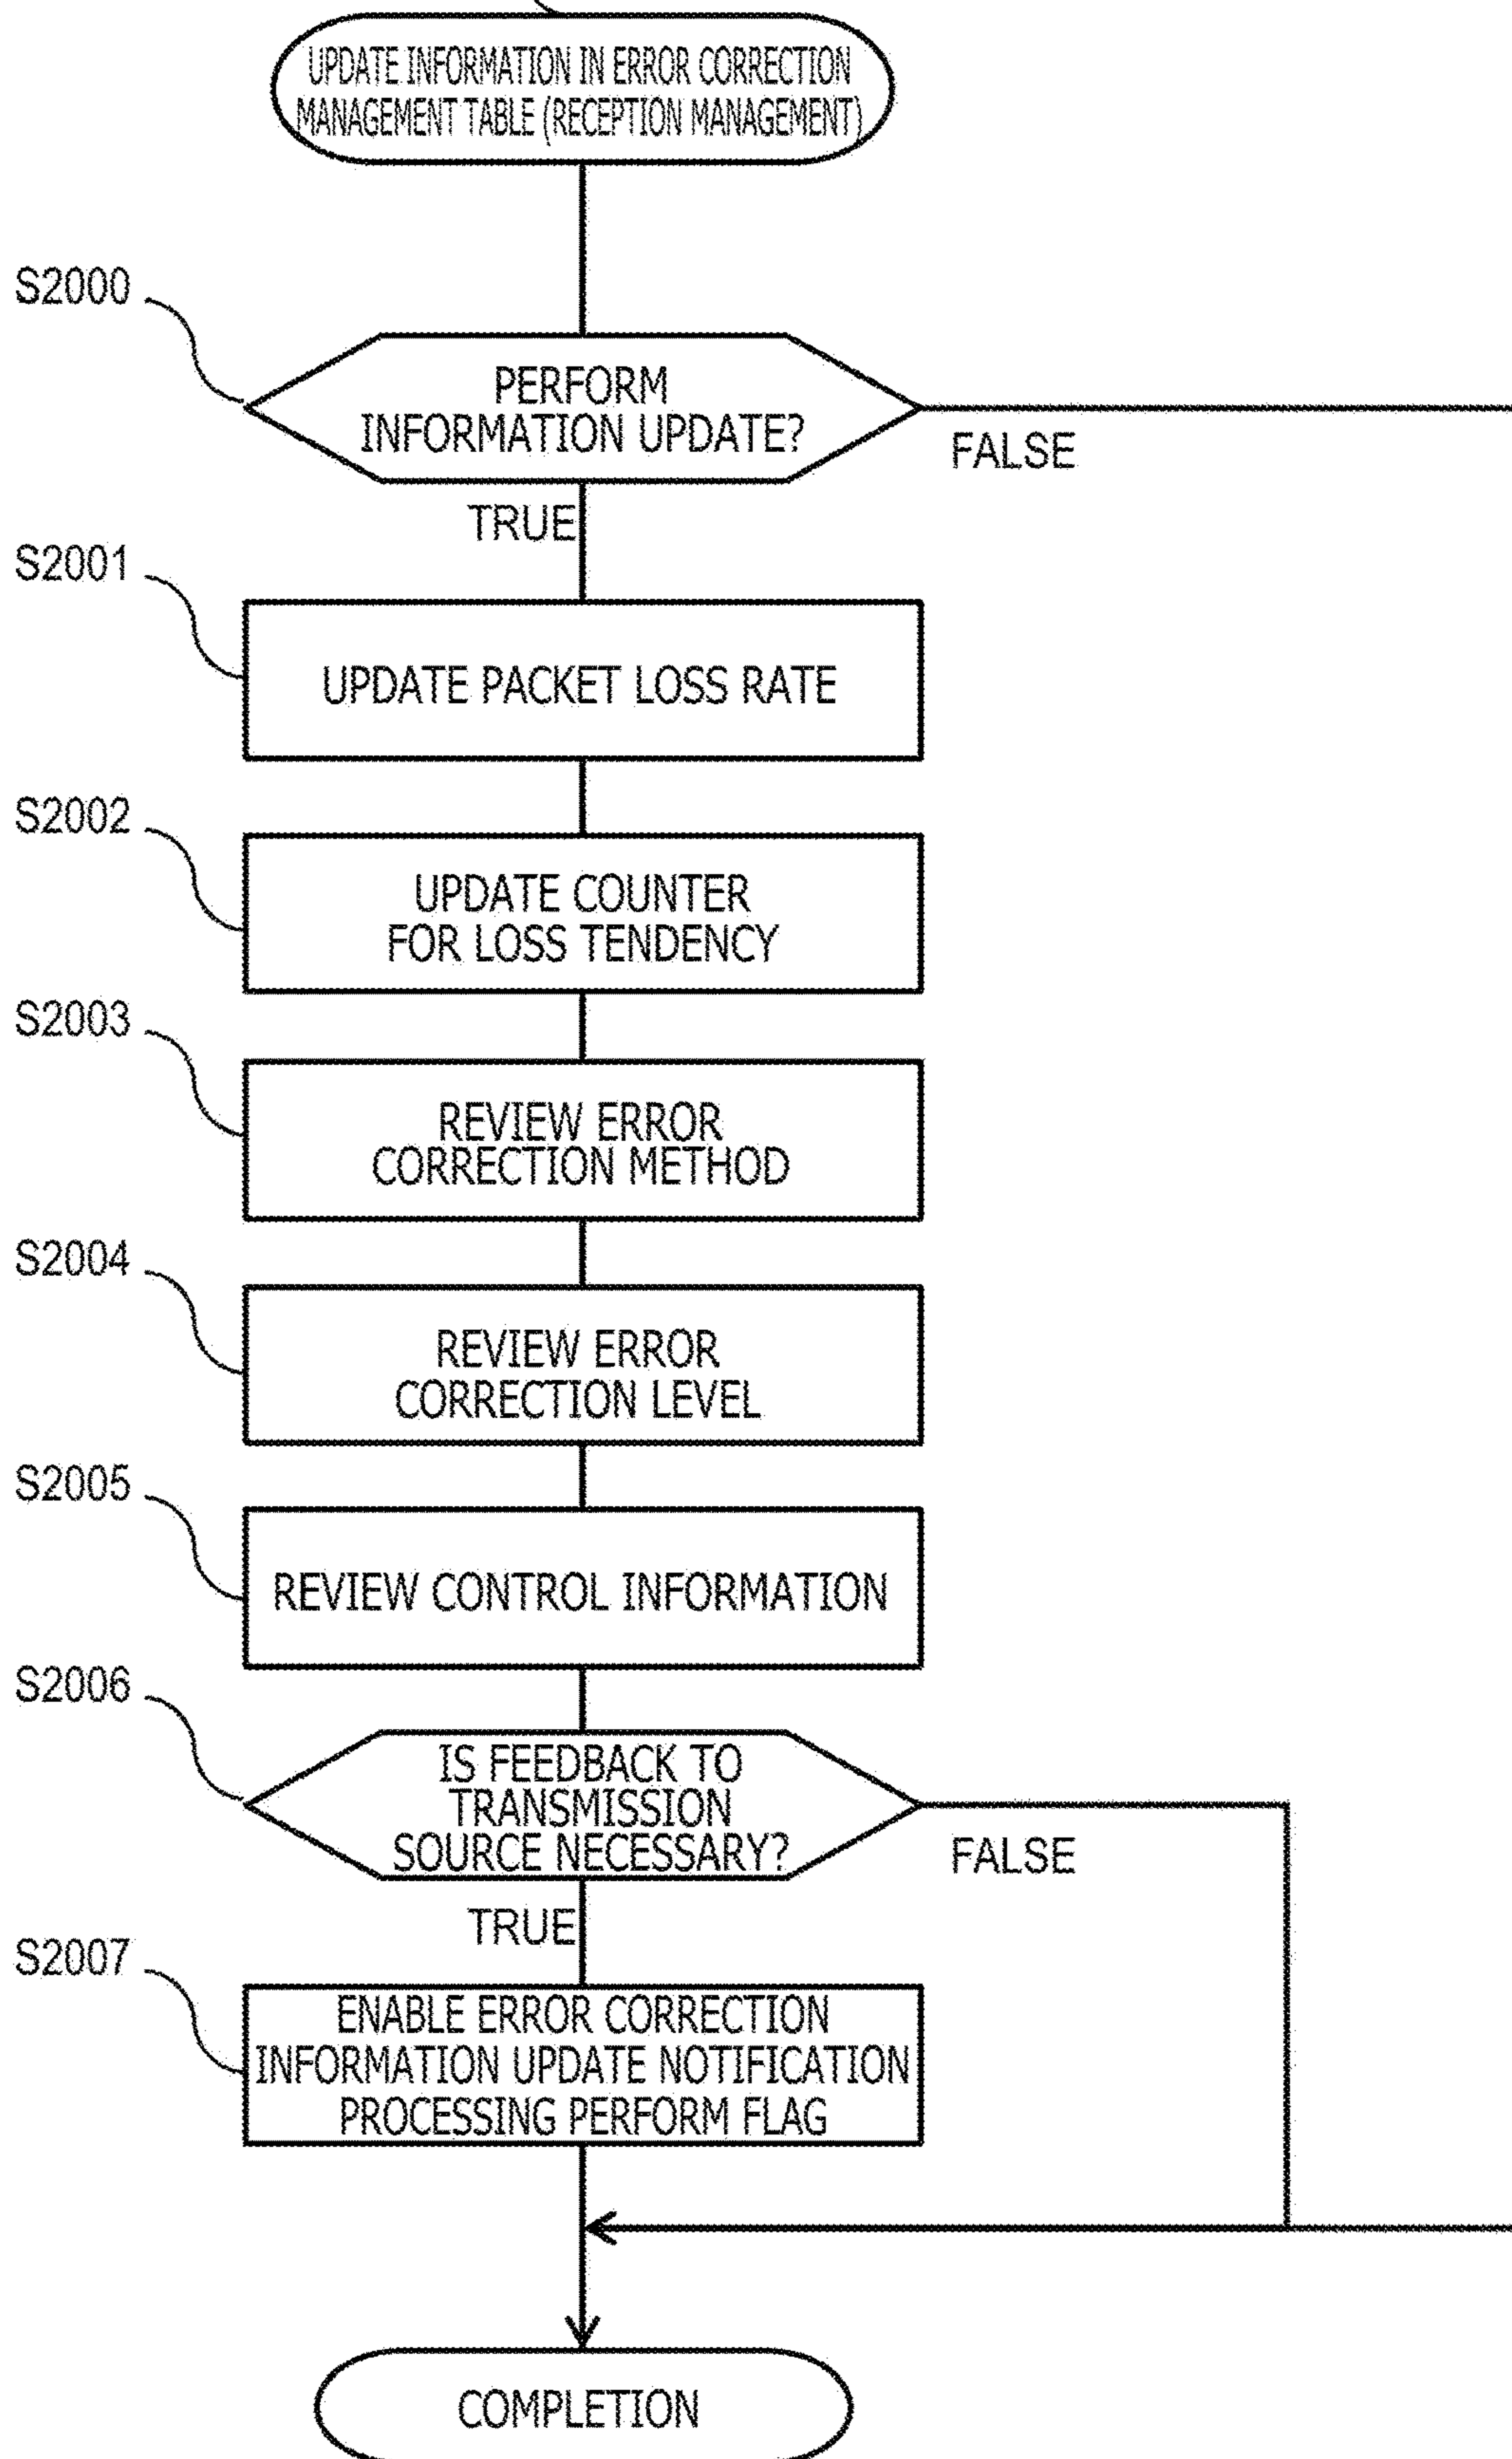 UPDATE INFORMATION IN ERROR CORRECTION
MANAGEMENT TABLE (RECEPTION MANAGEMENT)
S2000
PERFORM
INFORMATION UPDATE?
FALSE
TRUE
S2001
UPDATE PACKET LOSS RATE
S2002
UPDATE COUNTER
FOR LOSS TENDENCY
S2003
REVIEW ERROR
CORRECTION METHOD
S2004
REVIEW ERROR
CORRECTION LEVEL
S2005
REVIEW CONTROL INFORMATION
S2006
IS FEEDBACK TO
TRANSMISSION
SOURCE NECESSARY?
FALSE
TRUE
S2007
ENABLE ERROR CORRECTION
INFORMATION UPDATE NOTIFICATION
PROCESSING PERFORM FLAG
COMPLETION